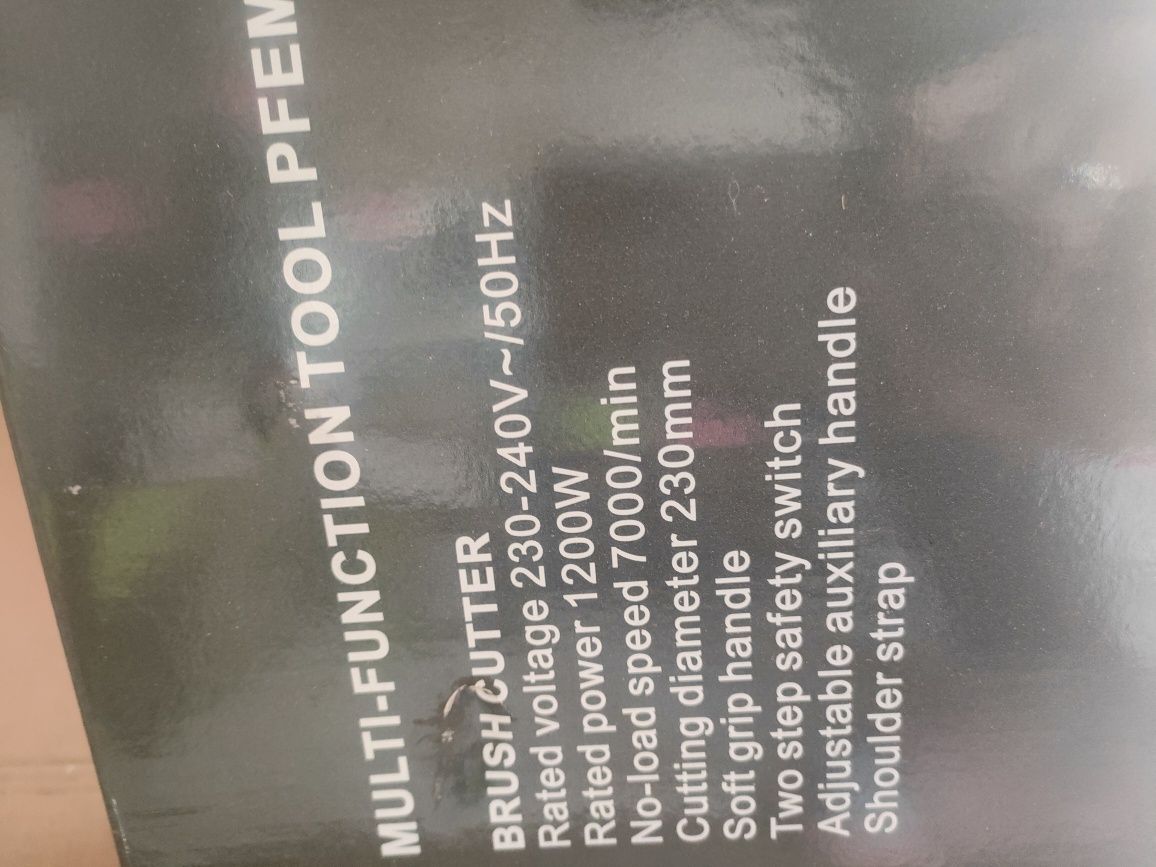 MULTI-FUNCTION TOOL PFEM
BRUSH CUTTER
Rated voltage 230-240V~/50Hz
Rated power 1200W
No-load speed 7000/min
Cutting diameter 230mm
Soft grip handle
Two step safety switch
Adjustable auxiliary handle
Shoulder strap